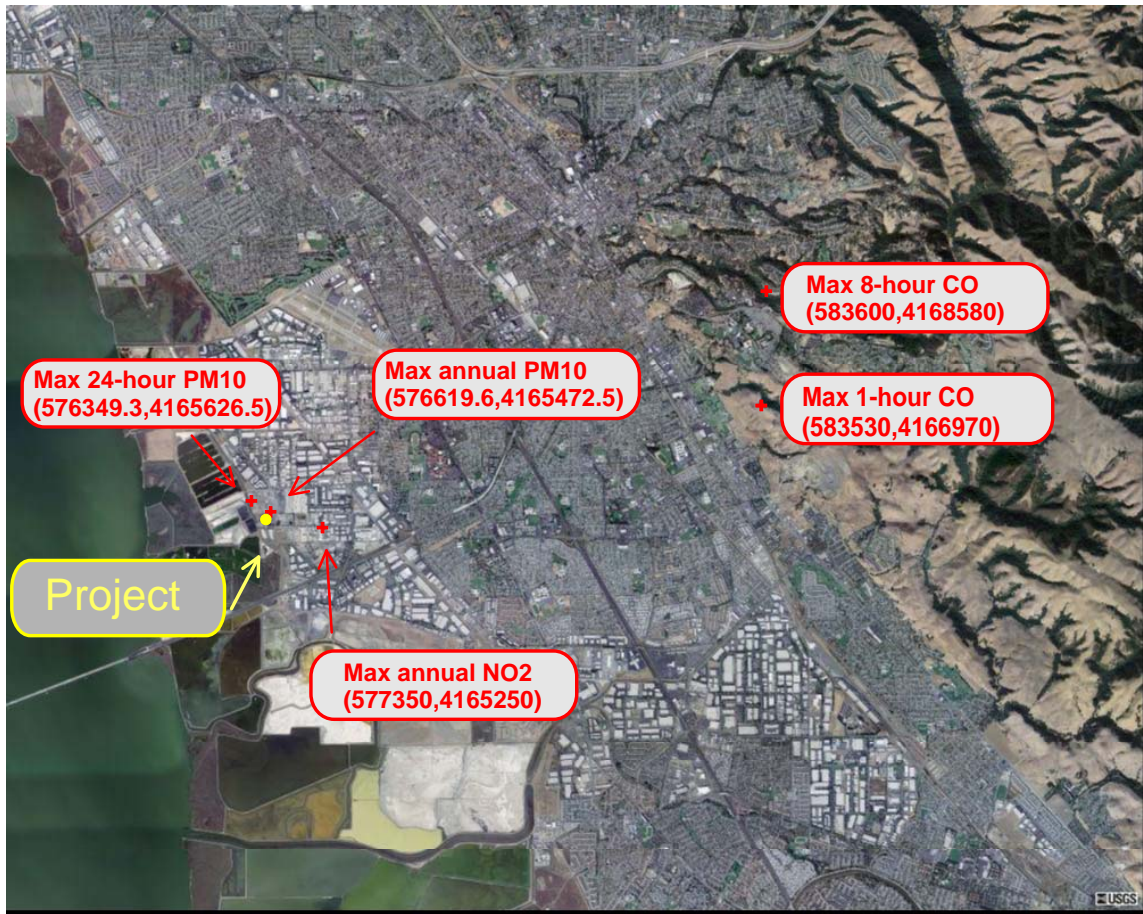 Max 8-hour CO
(583600,4168580)
Max 24-hour PM10
(576349.3,4165626.5)
Max annual PM10
(576619.6,4165472.5)
Max 1-hour CO
(583530,4166970)
Project
Max annual NO2
(577350,4165250)
USGS